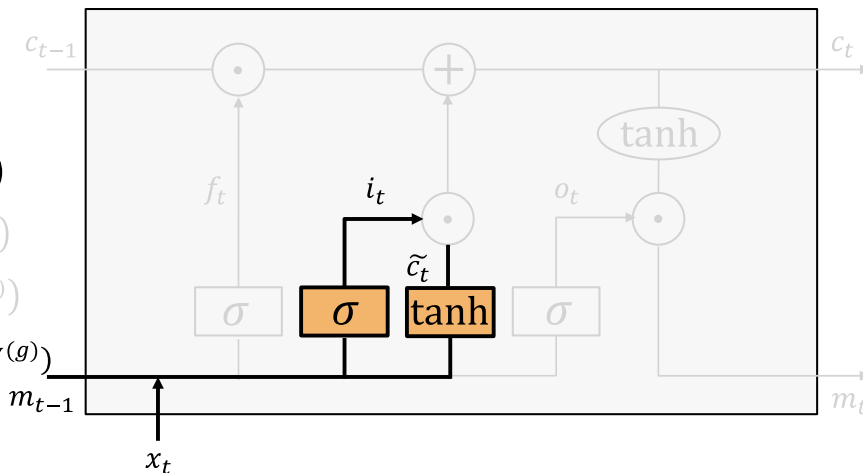 c_{t-1} c_t
tanh
)
i_t
f_t o_t
)
c̃_t
)
σ σ tanh σ
(g))
m_{t-1} m_t
x_t